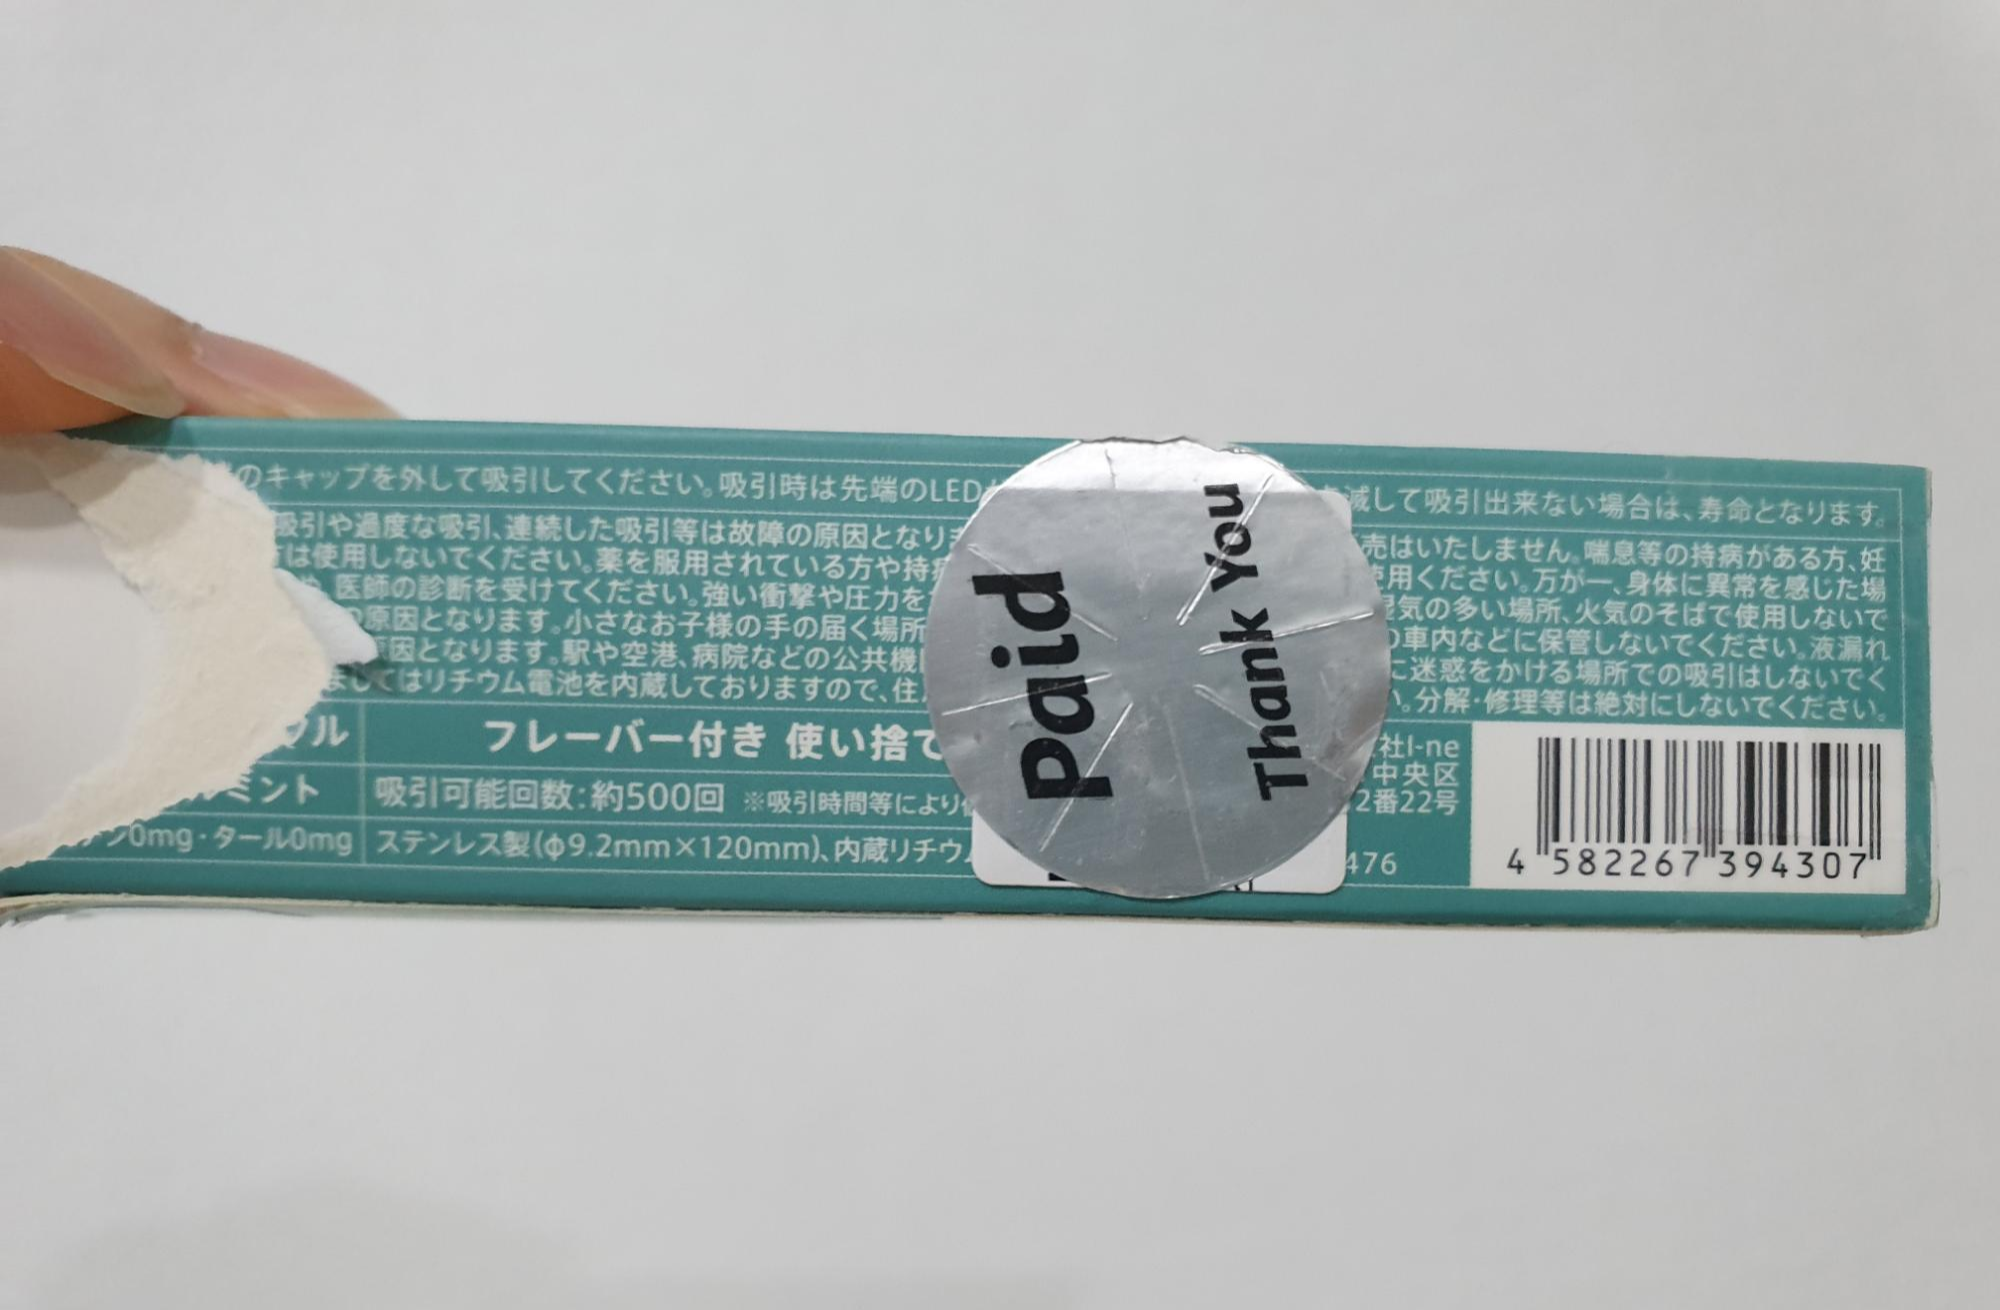 のキャップを外して吸引してください。吸引時は先端のLED
減して吸引出来ない場合は、寿命となります。
吸引や過度な吸引、連続した吸引等は故障の原因となりま
売はいたしません。喘息等の持病がある方、妊
は使用しないでください。薬を服用されている方や持病
使用ください。万が一、身体に異常を感じた場
医師の診断を受けてください。強い衝撃や圧力を
湿気の多い場所、火気のそばで使用しないで
の原因となります。小さなお子様の手の届く場所
の車内などに保管しないでください。液漏れ
原因となります。駅や空港、病院などの公共機
に迷惑をかける場所での吸引はしないでく
ましてはリチウム電池を内蔵しておりますので、住
。分解・修理等は絶対にしないでください。
タル
フレーバー付き 使い捨て
社I-ne
中央区
2番22号
476
ミント
吸引可能回数:約500回 ※吸引時間等により
0mg・タール0mg
ステンレス製(φ9.2mm×120mm)、内蔵リチウ
Paid
Thank You
4 582267 394307